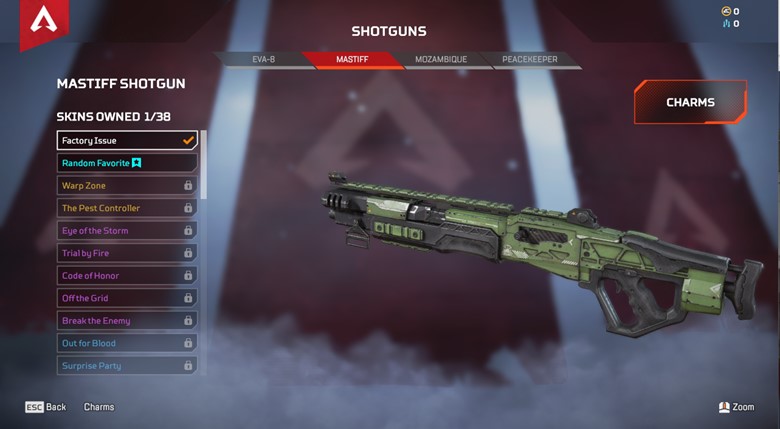 SHOTGUNS
0
0
EVA-8
MASTIFF
MOZAMBIQUE
PEACEKEEPER
MASTIFF SHOTGUN
CHARMS
SKINS OWNED 1/38
Factory Issue
Random Favorite
Warp Zone
The Pest Controller
Eye of the Storm
Trial by Fire
Code of Honor
Off the Grid
Break the Enemy
Out for Blood
Surprise Party
ESC Back Charms
Zoom